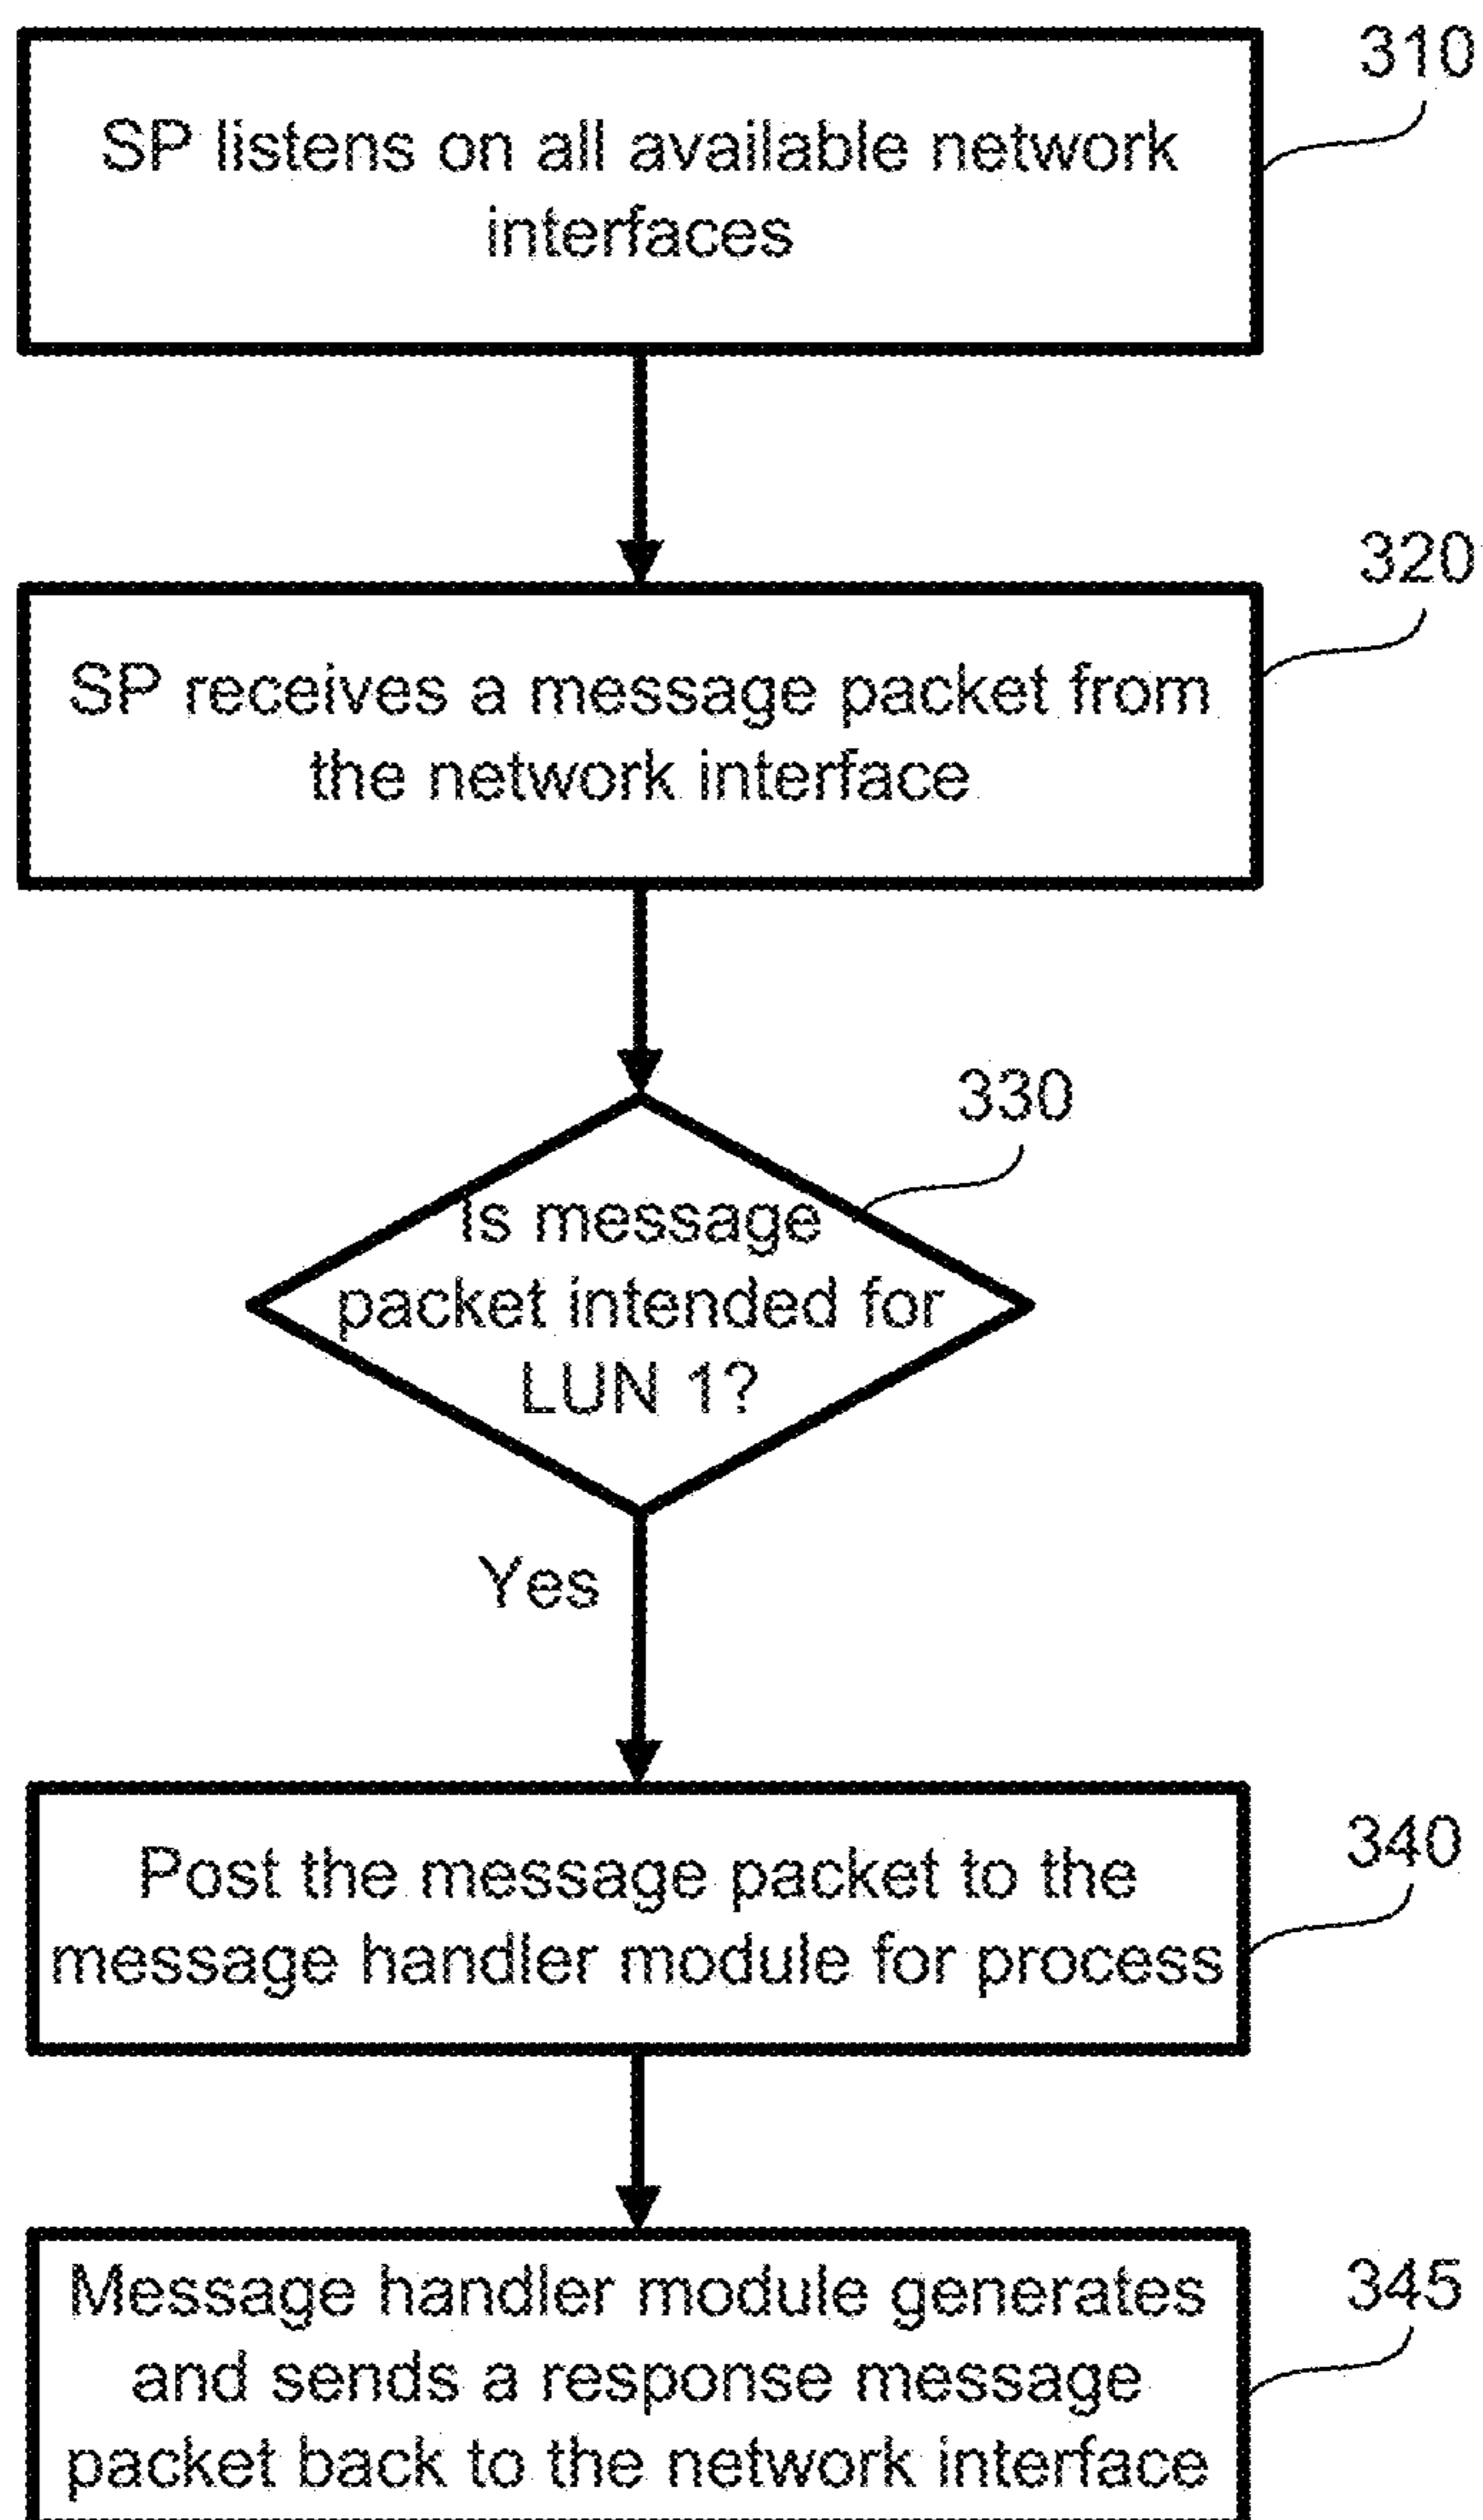 310
SP listens on all available network
interfaces
320
SP receives a message packet from
the network interface
330
Is message
packet intended for
LUN 1?
Yes
340
Post the message packet to the
message handler module for process
345
Message handler module generates
and sends a response message
packet back to the network interface